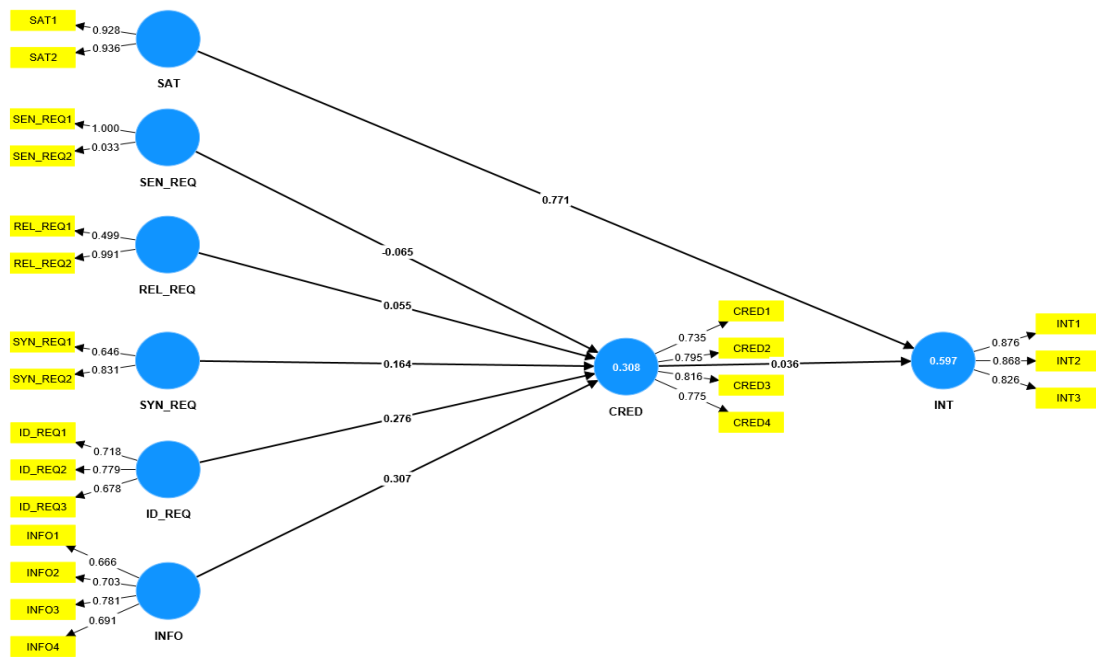 SAT1
0.928
SAT2
0.936
SAT
SEN_REQ1
1.000
SEN_REQ2
0.033
SEN_REQ
REL_REQ1
0.499
REL_REQ2
0.991
REL_REQ
SYN_REQ1
0.646
SYN_REQ2
0.831
SYN_REQ
ID_REQ1
0.718
ID_REQ2
0.779
ID_REQ3
0.678
ID_REQ
INFO1
0.666
INFO2
0.703
INFO3
0.781
INFO4
0.691
INFO
0.771
-0.065
0.055
0.164
0.276
0.307
0.308
CRED
0.735
CRED1
0.795
CRED2
0.816
CRED3
0.775
CRED4
0.036
0.597
INT
0.876
INT1
0.868
INT2
0.826
INT3